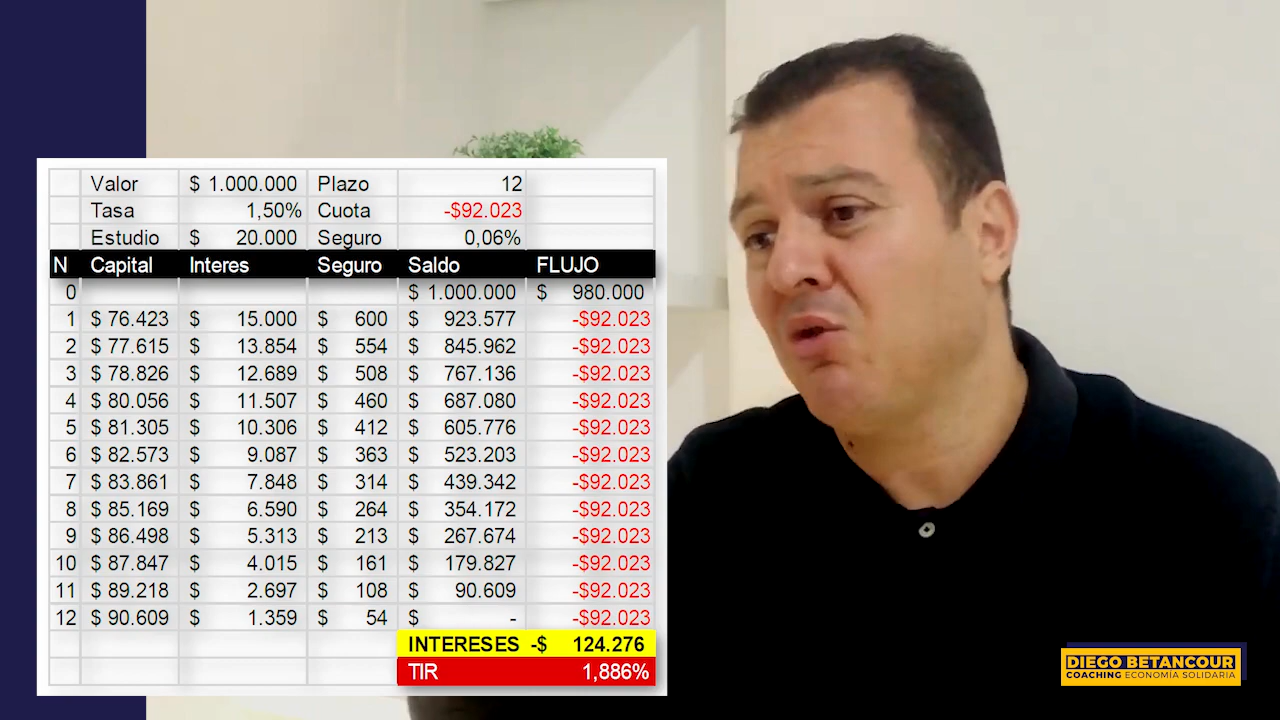 Valor $ 1.000.000 Plazo 12
Tasa 1,50% Cuota -$92.023
Estudio $ 20.000 Seguro 0,06%
N Capital Interes Seguro Saldo FLUJO
0 $ 1.000.000 $ 980.000
1 $ 76.423 $ 15.000 $ 600 $ 923.577 -$92.023
2 $ 77.615 $ 13.854 $ 554 $ 845.962 -$92.023
3 $ 78.826 $ 12.689 $ 508 $ 767.136 -$92.023
4 $ 80.056 $ 11.507 $ 460 $ 687.080 -$92.023
5 $ 81.305 $ 10.306 $ 412 $ 605.776 -$92.023
6 $ 82.573 $ 9.087 $ 363 $ 523.203 -$92.023
7 $ 83.861 $ 7.848 $ 314 $ 439.342 -$92.023
8 $ 85.169 $ 6.590 $ 264 $ 354.172 -$92.023
9 $ 86.498 $ 5.313 $ 213 $ 267.674 -$92.023
10 $ 87.847 $ 4.015 $ 161 $ 179.827 -$92.023
11 $ 89.218 $ 2.697 $ 108 $ 90.609 -$92.023
12 $ 90.609 $ 1.359 $ 54 $ - -$92.023
INTERESES -$ 124.276
TIR 1,886%
DIEGO BETANCOUR
COACHING ECONOMÍA SOLIDARIA